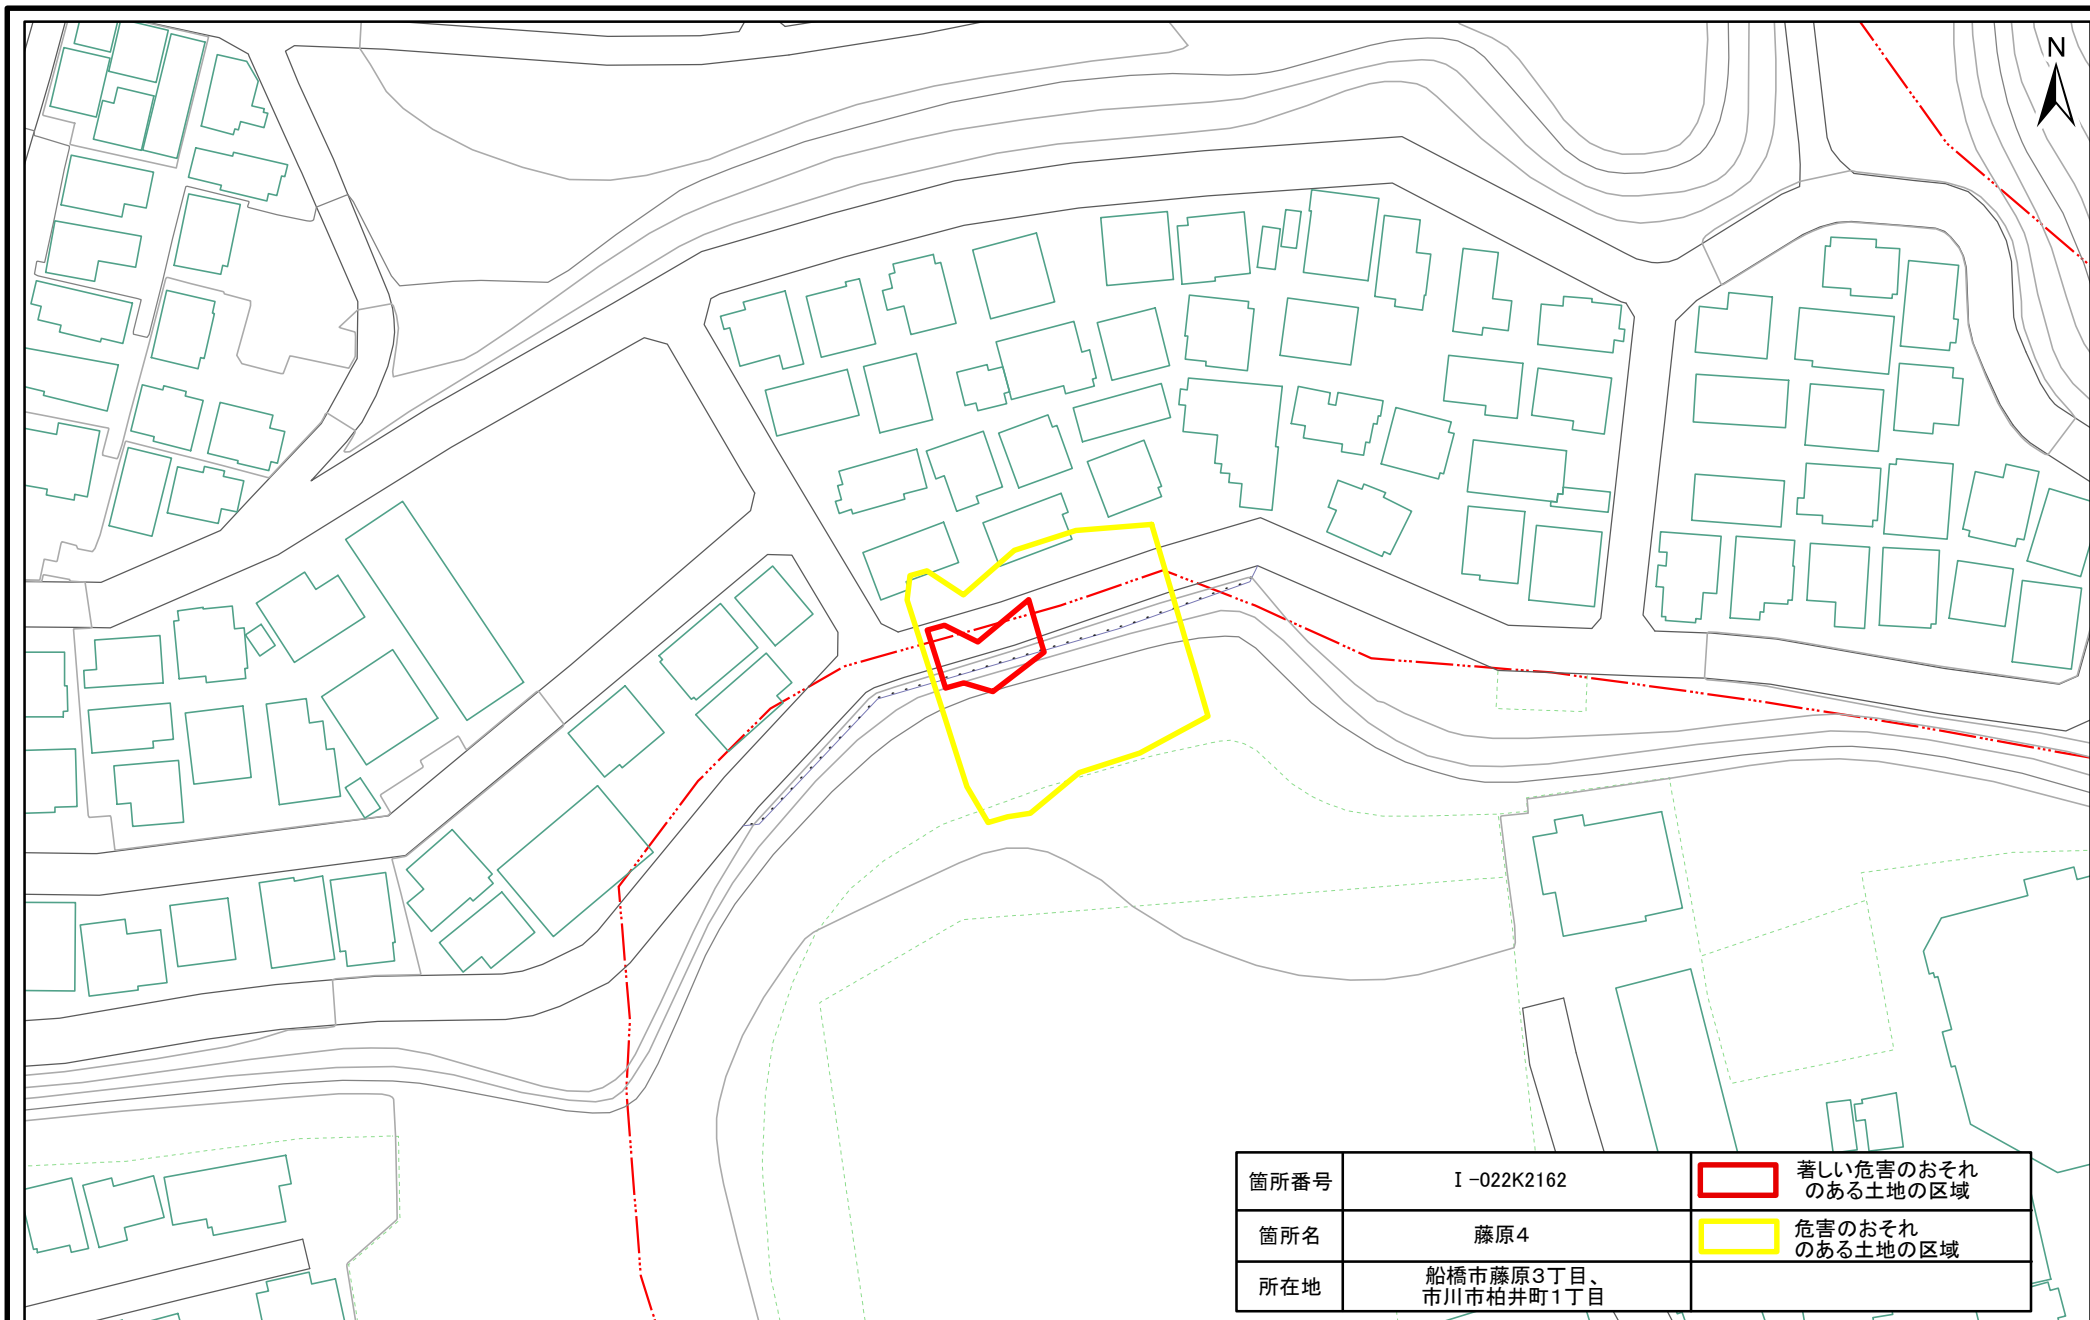 N
箇所番号
Ⅰ-022K2162
著しい危害のおそれ
のある土地の区域
箇所名
藤原4
危害のおそれ
のある土地の区域
所在地
船橋市藤原3丁目、
市川市柏井町1丁目